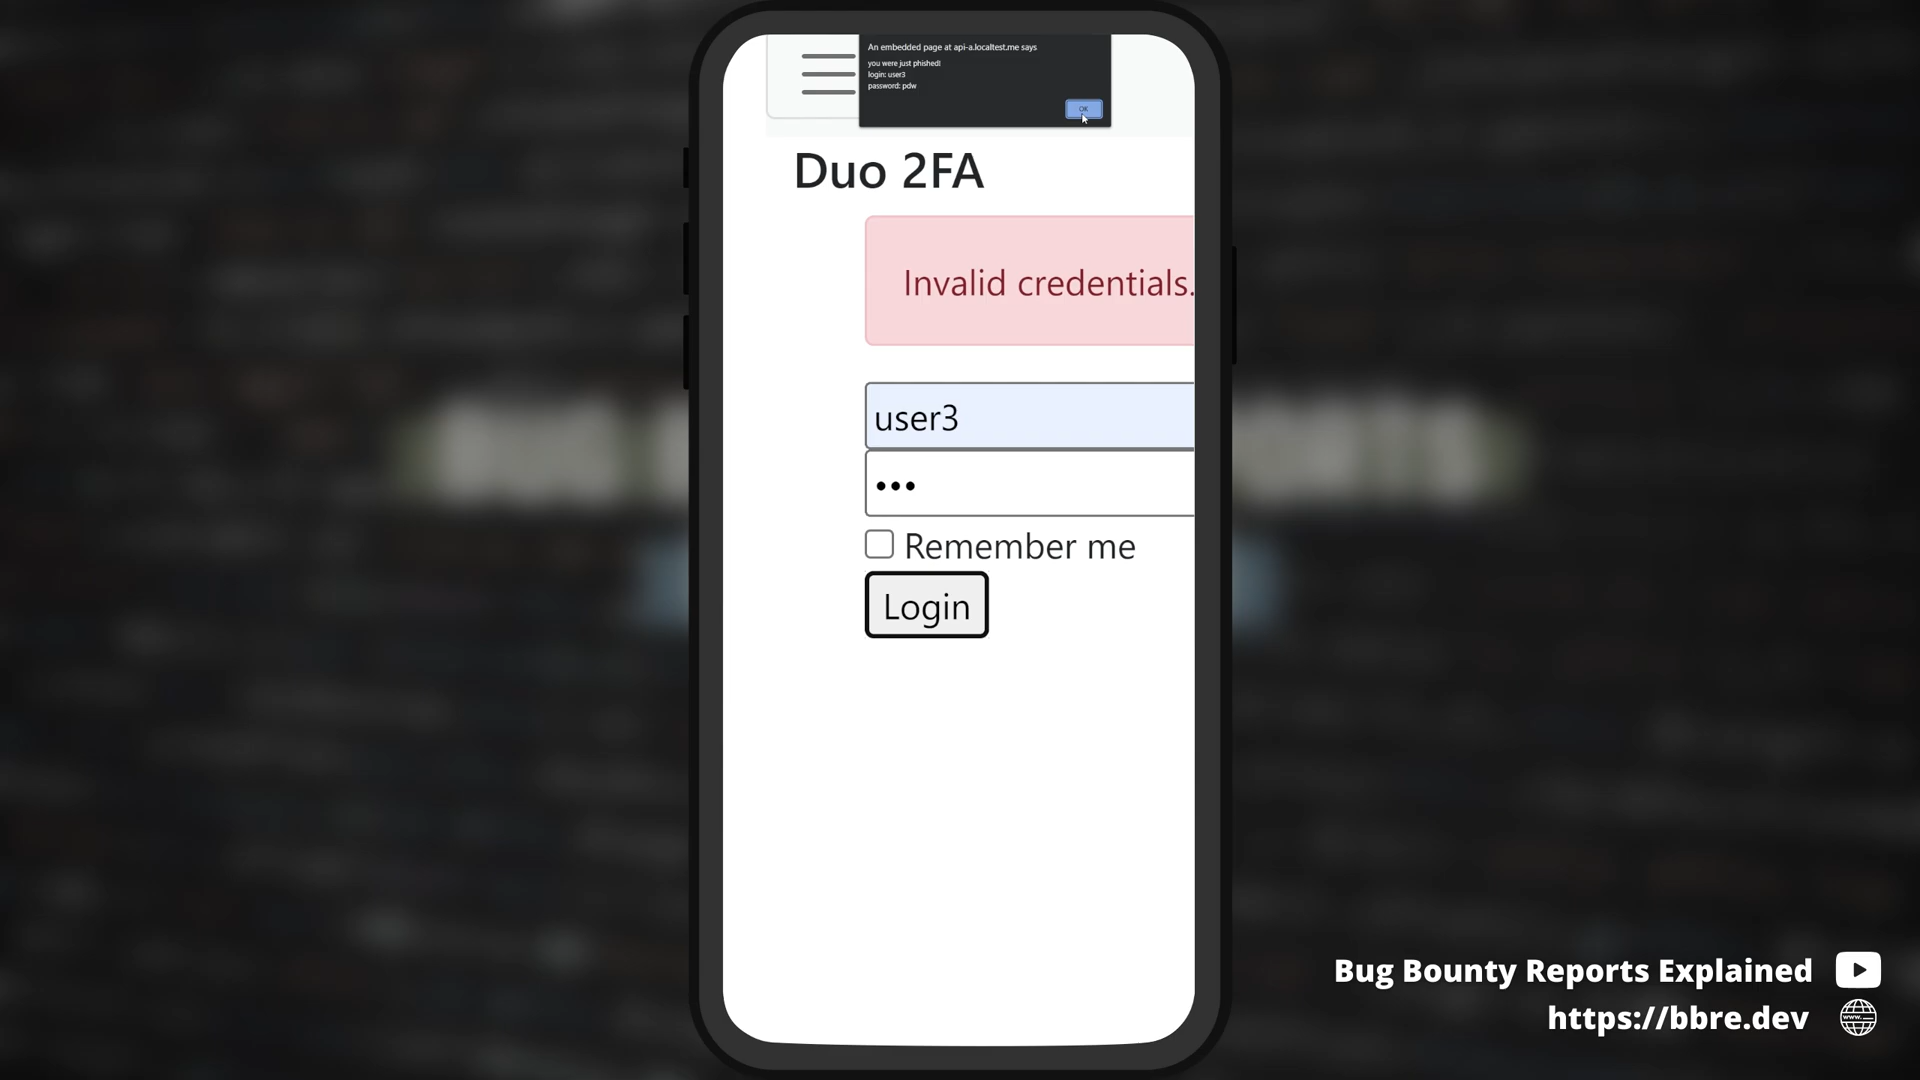 An embedded page at api-a.localtest.me says
you were just phished!
login: user3
password: pdw
OK
Duo 2FA
Invalid credentials.
user3
•••
Remember me
Login
Bug Bounty Reports Explained
https://bbre.dev